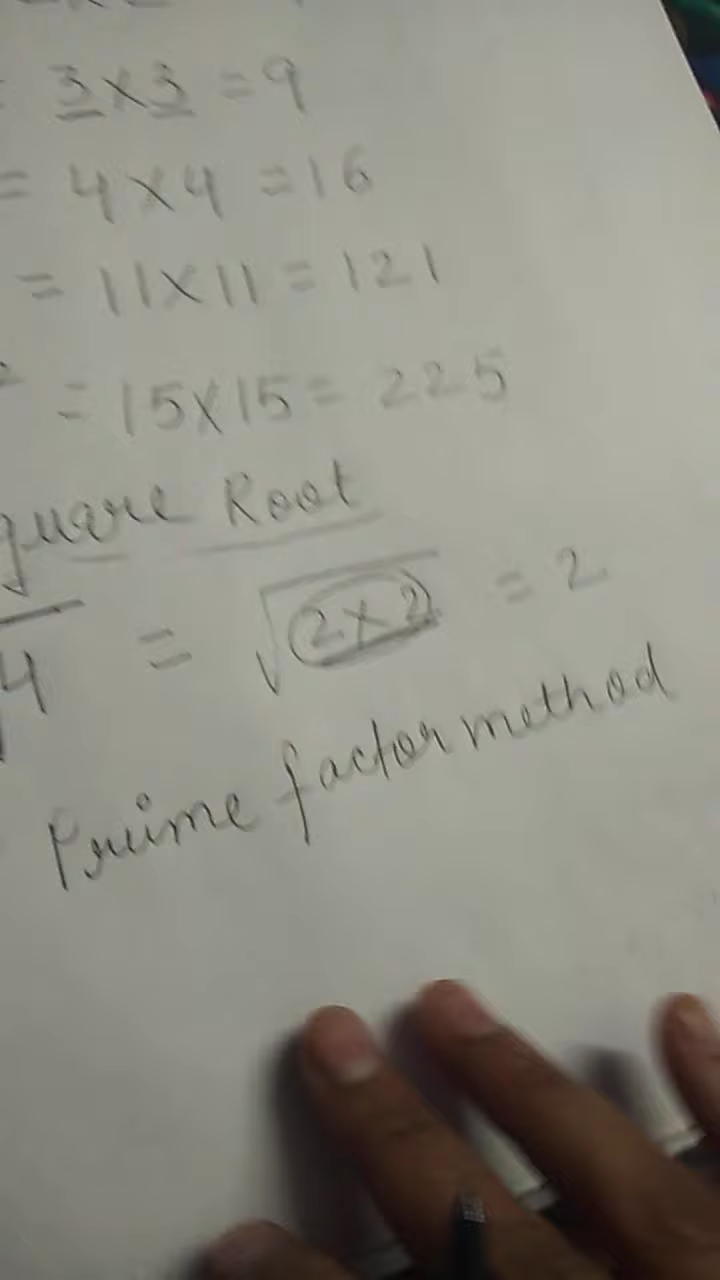 = 3×3 = 9
= 4×4 = 16
= 11×11 = 121
2 = 15×15 = 225
quare Root
√4 = √2×2 = 2
Prime factor method